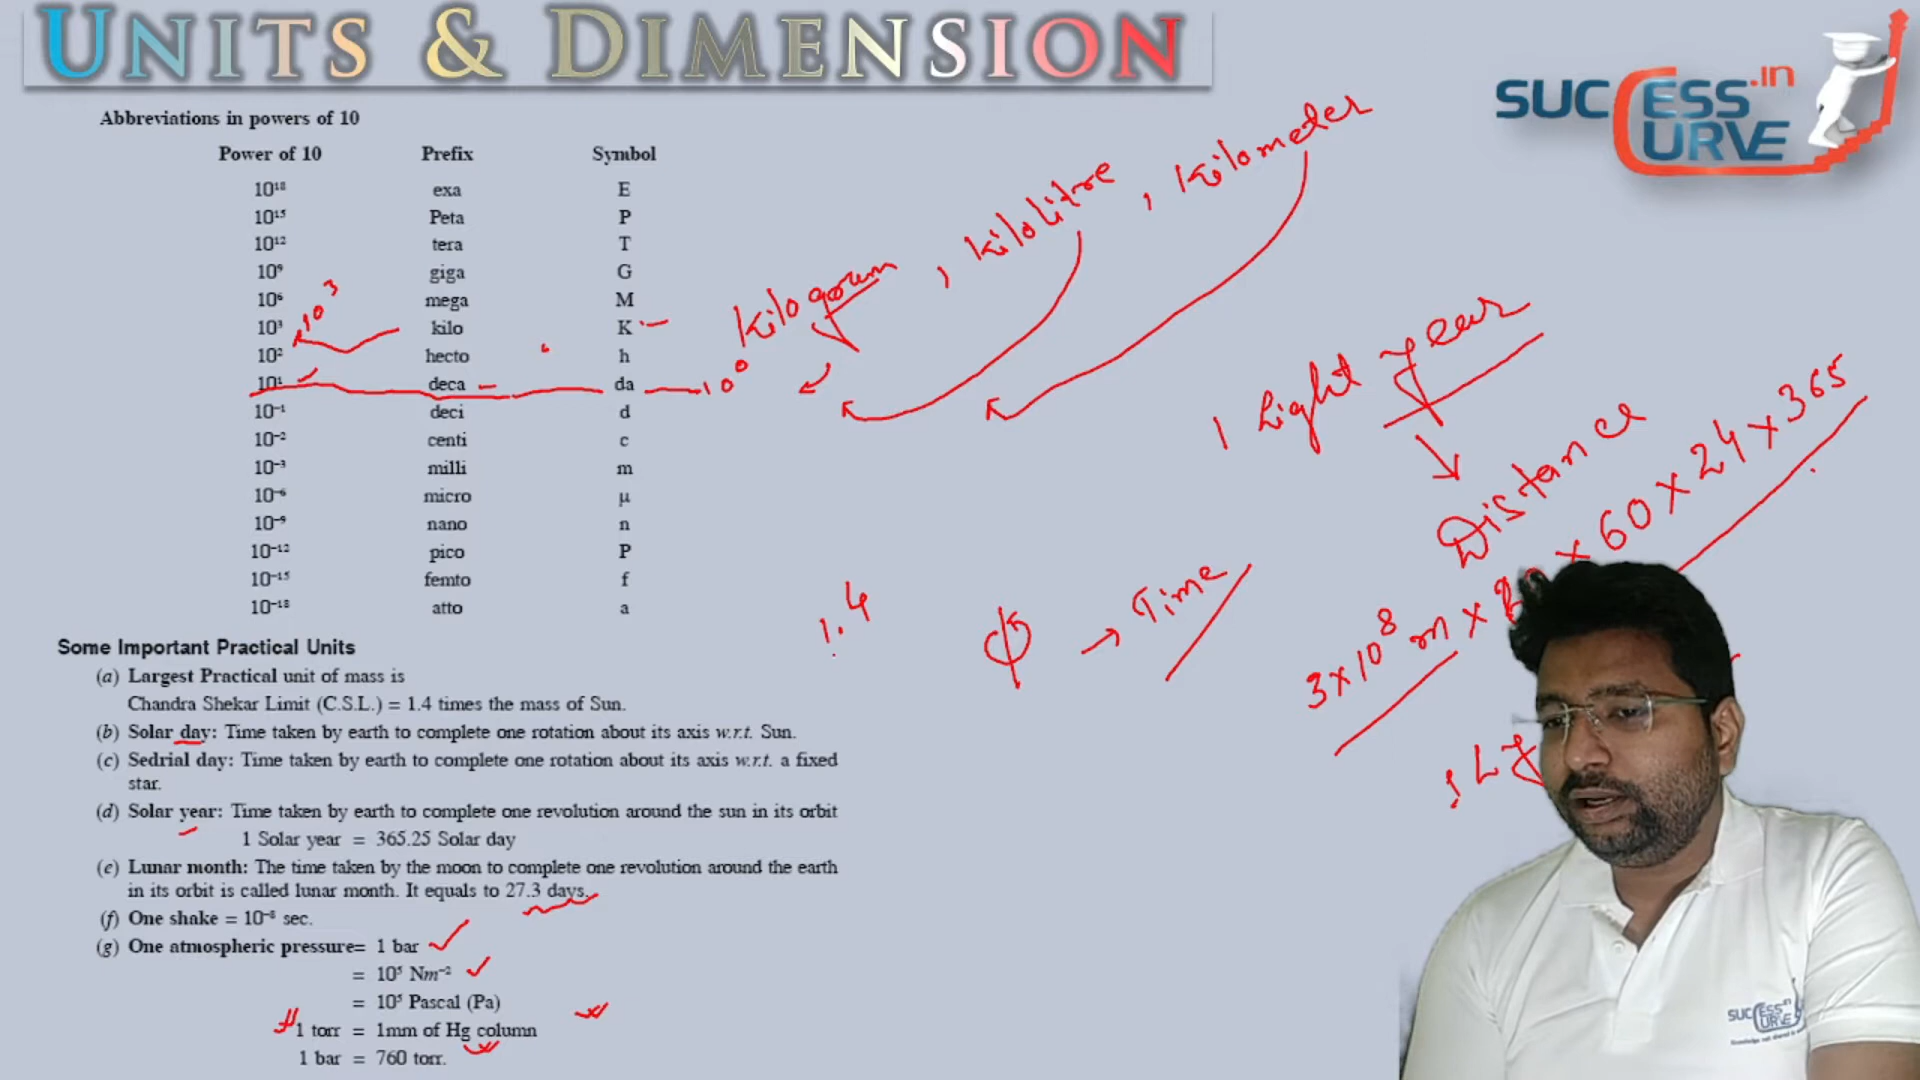 UNITS & DIMENSION
SUCCESS CURVE .in
Abbreviations in powers of 10
Power of 10 Prefix Symbol
10¹⁸ exa E
10¹⁵ Peta P
10¹² tera T
10⁹ giga G
10⁶ mega M
10³ kilo K
10² hecto h
10¹ deca da
10⁻¹ deci d
10⁻² centi c
10⁻³ milli m
10⁻⁶ micro μ
10⁻⁹ nano n
10⁻¹² pico P
10⁻¹⁵ femto f
10⁻¹⁸ atto a
Some Important Practical Units
(a) Largest Practical unit of mass is
Chandra Shekar Limit (C.S.L.) = 1.4 times the mass of Sun.
(b) Solar day: Time taken by earth to complete one rotation about its axis w.r.t. Sun.
(c) Sedrial day: Time taken by earth to complete one rotation about its axis w.r.t. a fixed
star.
(d) Solar year: Time taken by earth to complete one revolution around the sun in its orbit
1 Solar year = 365.25 Solar day
(e) Lunar month: The time taken by the moon to complete one revolution around the earth
in its orbit is called lunar month. It equals to 27.3 days.
(f) One shake = 10⁻⁸ sec.
(g) One atmospheric pressure= 1 bar
= 10⁵ Nm⁻²
= 10⁵ Pascal (Pa)
1 torr = 1mm of Hg column
1 bar = 760 torr.
10³
10⁰
Kilogram , Kilolitre , Kilometer
1 Light year
Distance
3×10⁸ m × × 60 × 24 × 365
1 Ly
1.4
→ Time
SUCCESS CURVE .in